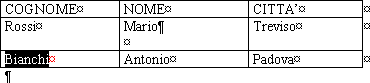 COGNOME¤ NOME¤ CITTA’¤ ¤
Rossi¤ Mario¶ Treviso¤ ¤
¤
Bianchi¤ Antonio¤ Padova¤ ¤
¶